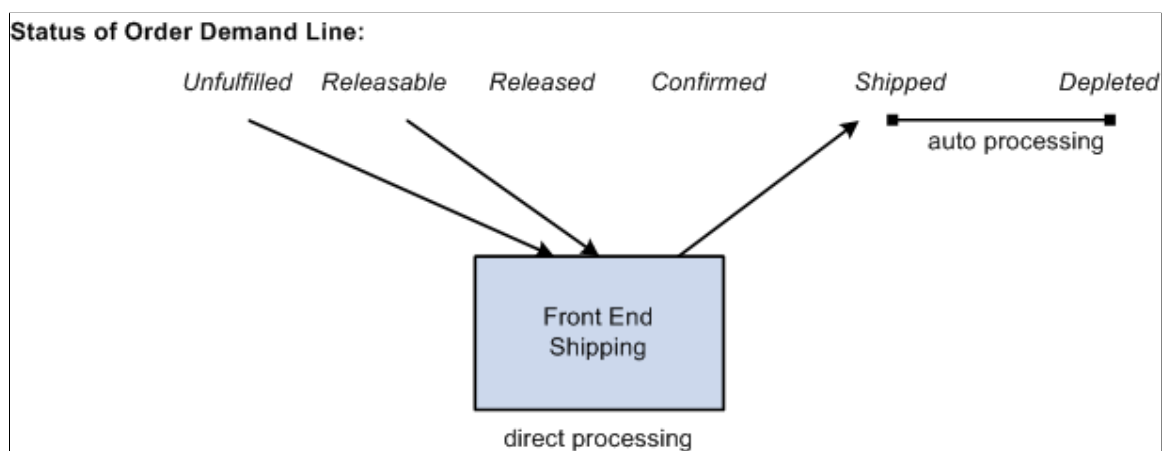 Status of Order Demand Line:
Unfulfilled Releasable Released Confirmed Shipped Depleted
auto processing
Front End
Shipping
direct processing